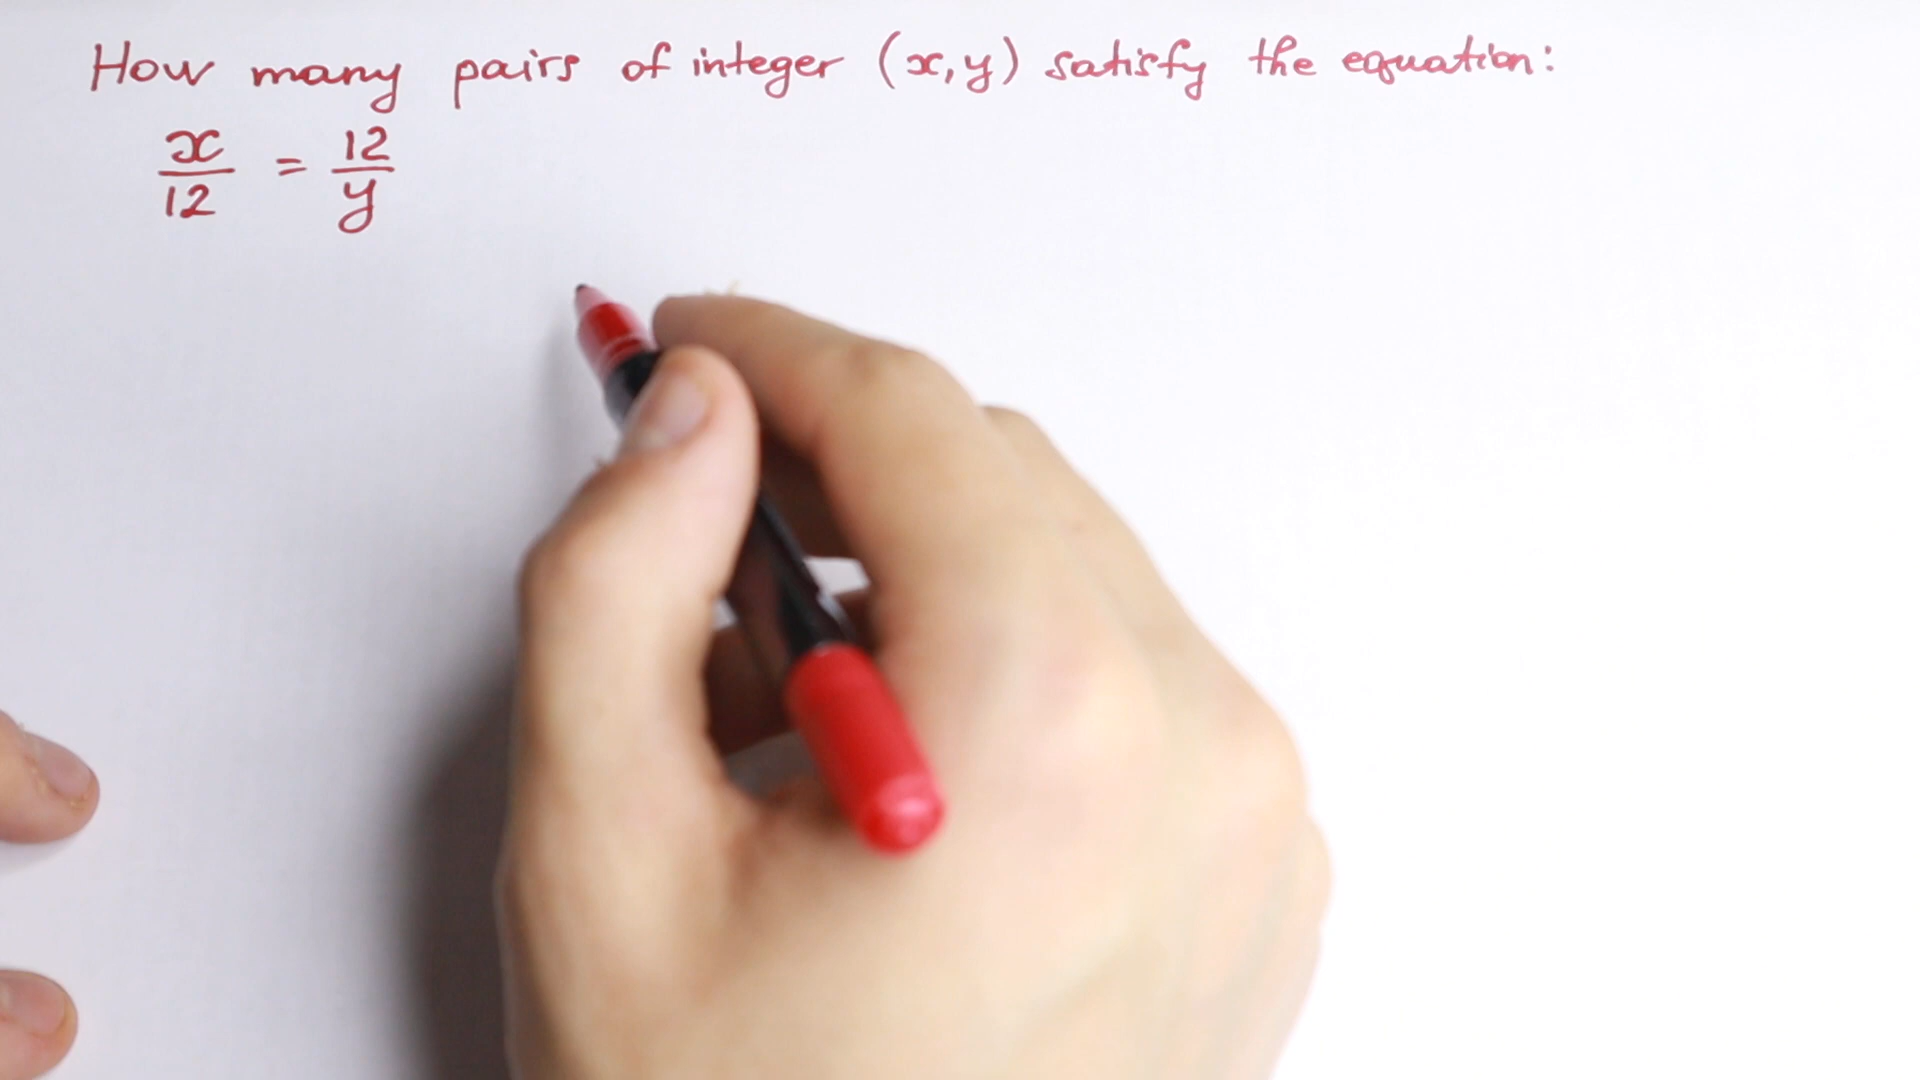 How many pairs of integer (x,y) satisfy the equation:
x/12 = 12/y